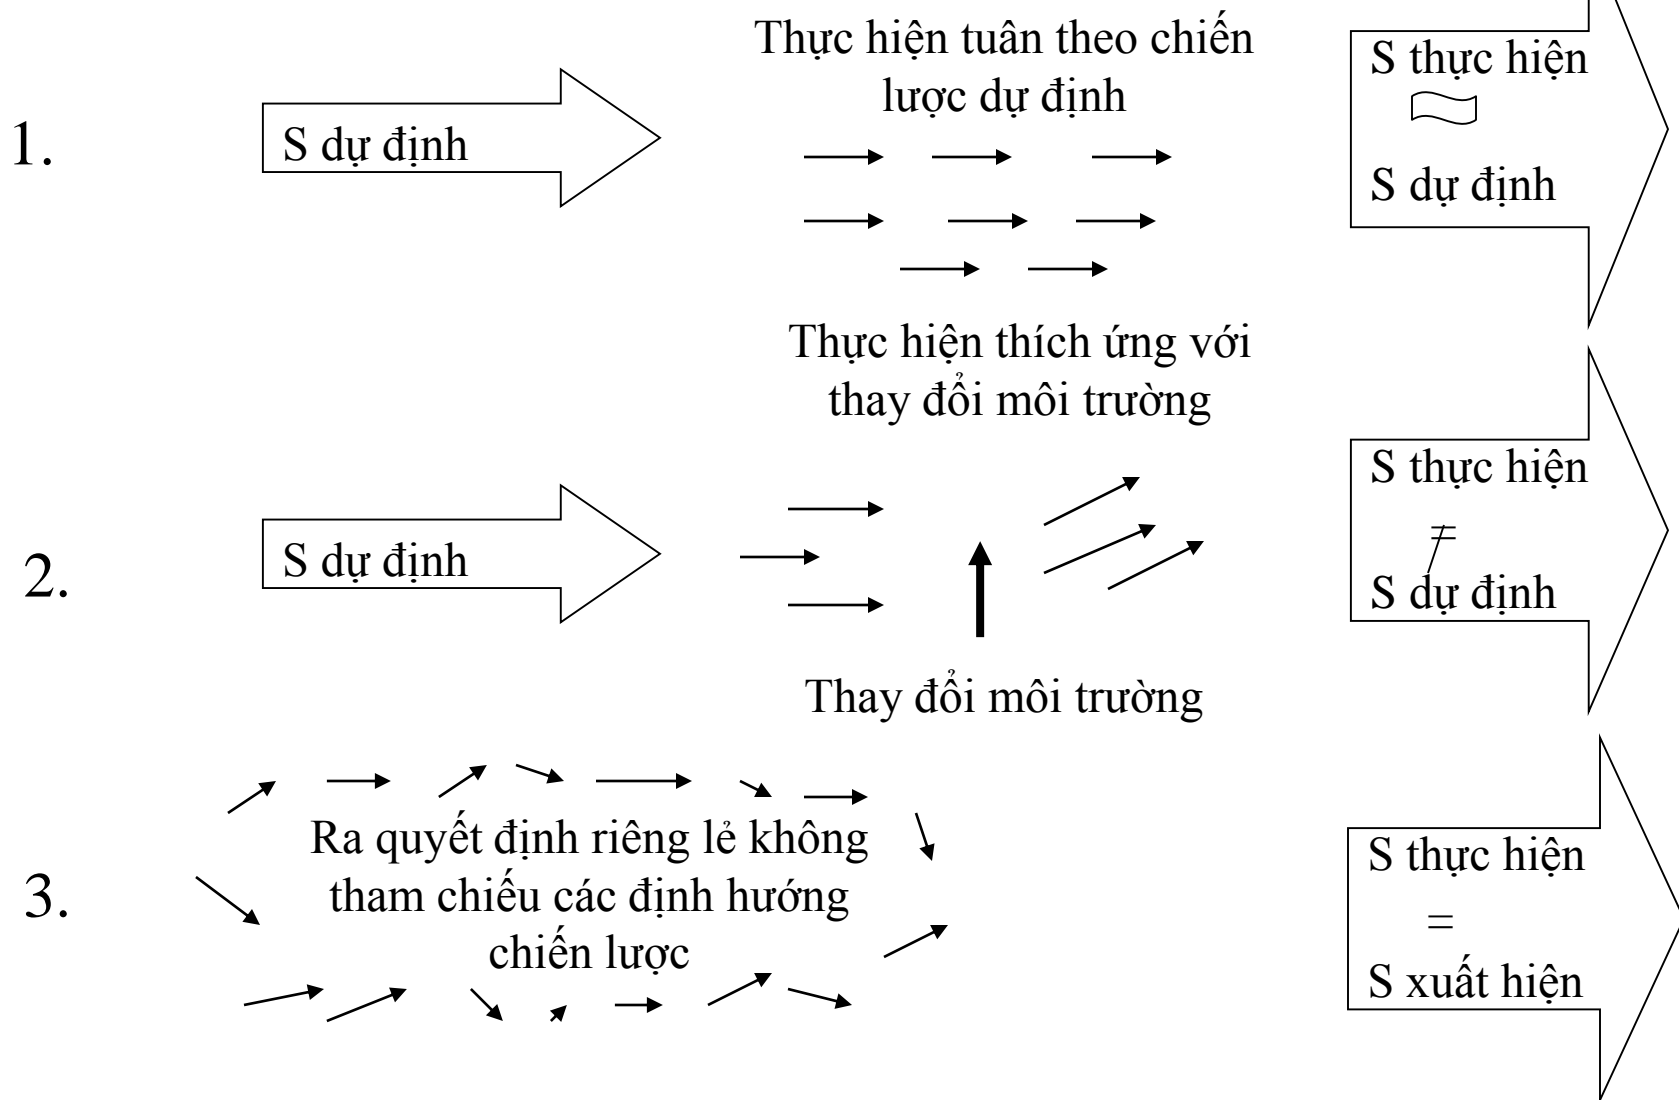 1.
S dự định
Thực hiện tuân theo chiến
lược dự định
S thực hiện
S dự định
2.
S dự định
Thực hiện thích ứng với
thay đổi môi trường
Thay đổi môi trường
S thực hiện
≠
S dự định
3.
Ra quyết định riêng lẻ không
tham chiếu các định hướng
chiến lược
S thực hiện
=
S xuất hiện